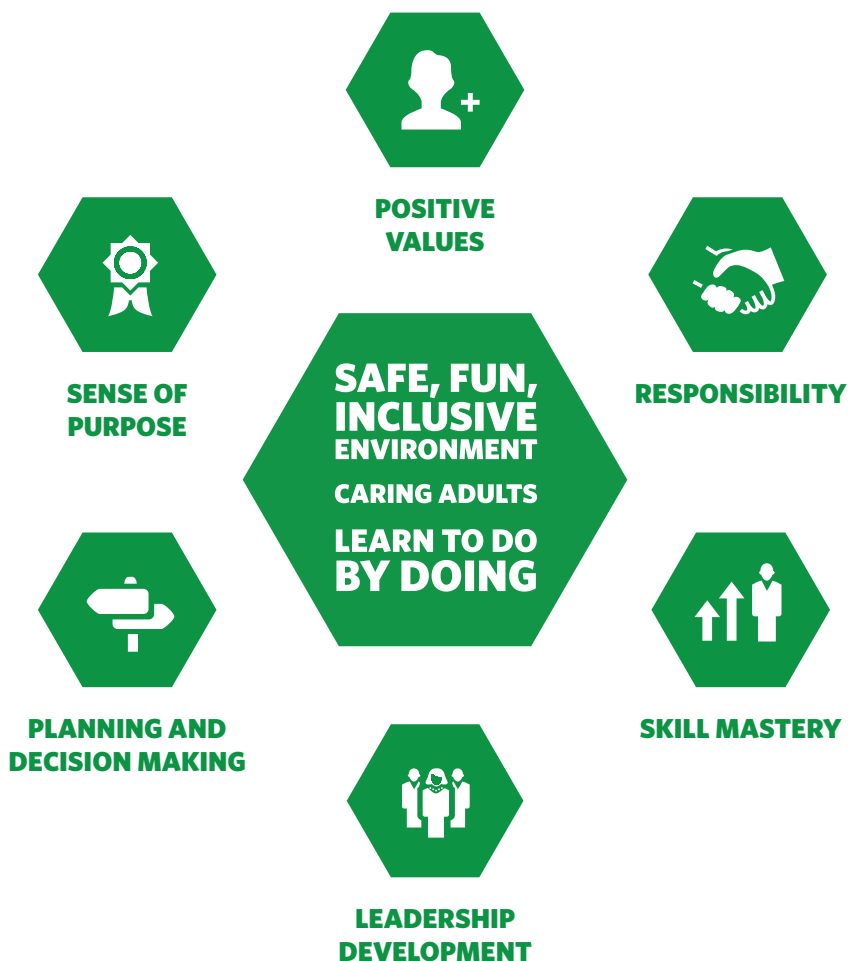 POSITIVE
VALUES
SENSE OF
PURPOSE
RESPONSIBILITY
SAFE, FUN,
INCLUSIVE
ENVIRONMENT
CARING ADULTS
LEARN TO DO
BY DOING
PLANNING AND
DECISION MAKING
SKILL MASTERY
LEADERSHIP
DEVELOPMENT